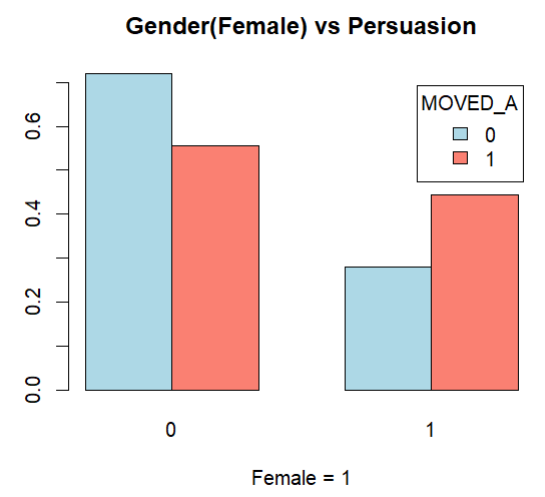 Gender(Female) vs Persuasion
MOVED_A
0
1
0.6
0.4
0.2
0.0
0 1
Female = 1